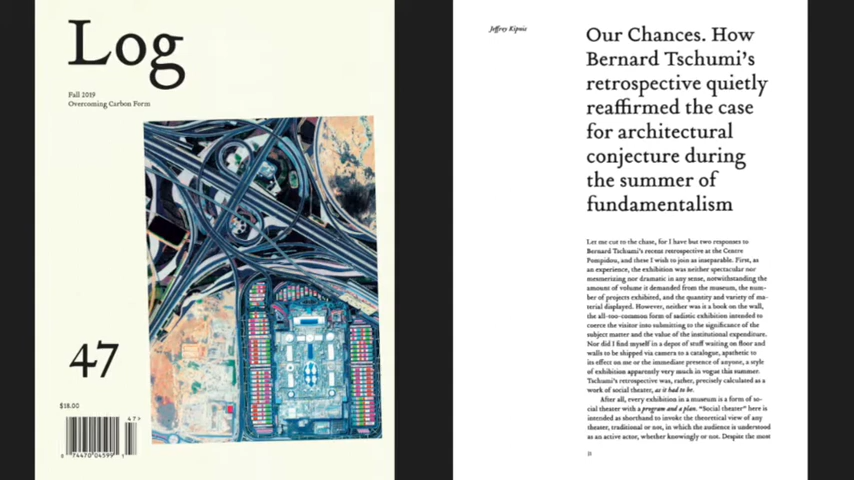 Log
Fall 2019
Overcoming Carbon Form
47
$18.00
47>
9 74470 04599 1
Jeffrey Kipnis
Our Chances. How
Bernard Tschumi's
retrospective quietly
reaffirmed the case
for architectural
conjecture during
the summer of
fundamentalism
Let me cut to the chase, for I have but two responses to
Bernard Tschumi's recent retrospective at the Centre
Pompidou, and these I wish to join as inseparable. First, as
an experience, the exhibition was neither spectacular nor
mesmerizing nor dramatic in any sense, notwithstanding the
amount of volume it demanded from the museum, the num-
ber of projects exhibited, and the quantity and variety of ma-
terial displayed. However, neither was it a book on the wall,
the all-too-common form of sadistic exhibition intended to
coerce the visitor into submitting to the significance of the
subject matter and the value of the institutional expenditure.
Nor did I find myself in a depot of stuff waiting on floor and
walls to be shipped via camera to a catalogue, apathetic to
its effect on me or the immediate presence of anyone, a style
of exhibition apparently very much in vogue this summer.
Tschumi's retrospective was, rather, precisely calculated as a
work of social theater, as it had to be.
After all, every exhibition in a museum is a form of so-
cial theater with a program and a plan. "Social theater" here is
intended as shorthand to invoke the theoretical view of any
theater, traditional or not, in which the audience is understood
as an active actor, whether knowingly or not. Despite the most